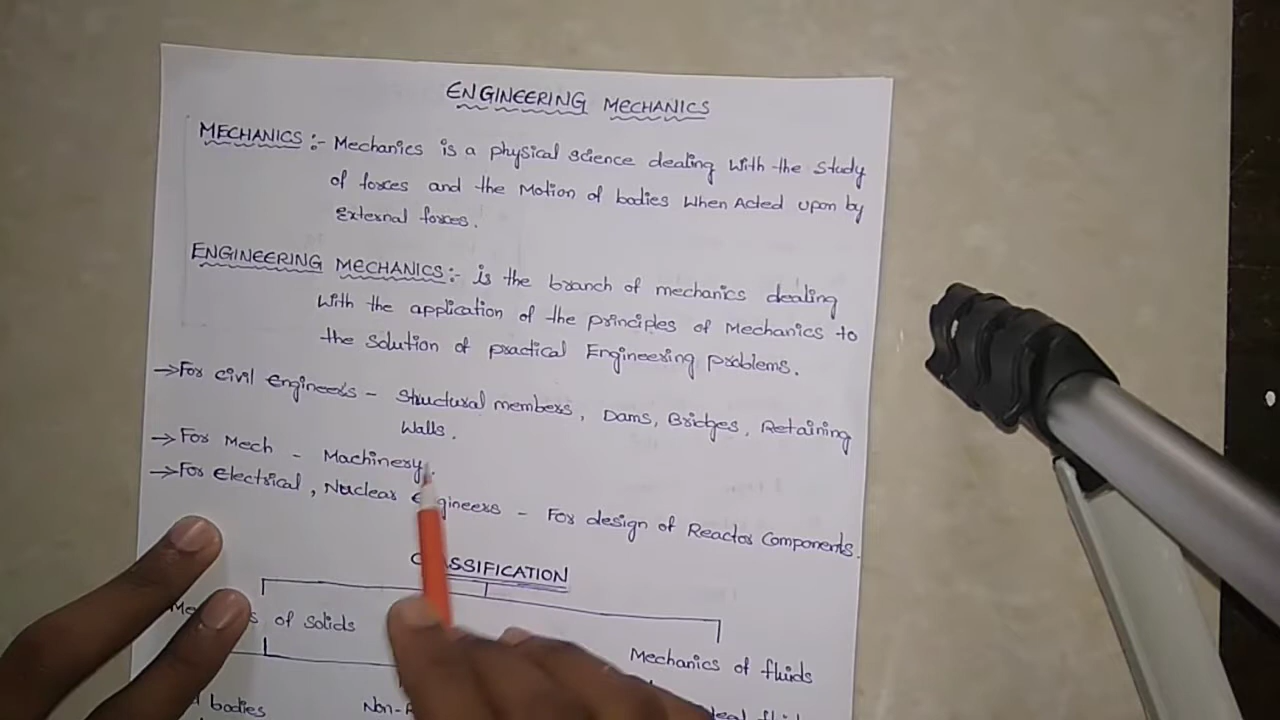 ENGINEERING MECHANICS
MECHANICS :- Mechanics is a physical science dealing with the study
of forces and the Motion of bodies when Acted upon by
External forces.
ENGINEERING MECHANICS:- is the branch of mechanics dealing
with the application of the principles of Mechanics to
the solution of practical Engineering problems.
→For civil Engineers - Structural members, Dams, Bridges, Retaining
Walls.
→For Mech - Machinery.
→For Electrical, Nuclear Engineers - For design of Reactor Components.
CLASSIFICATION
of solids
Mechanics of fluids
bodies